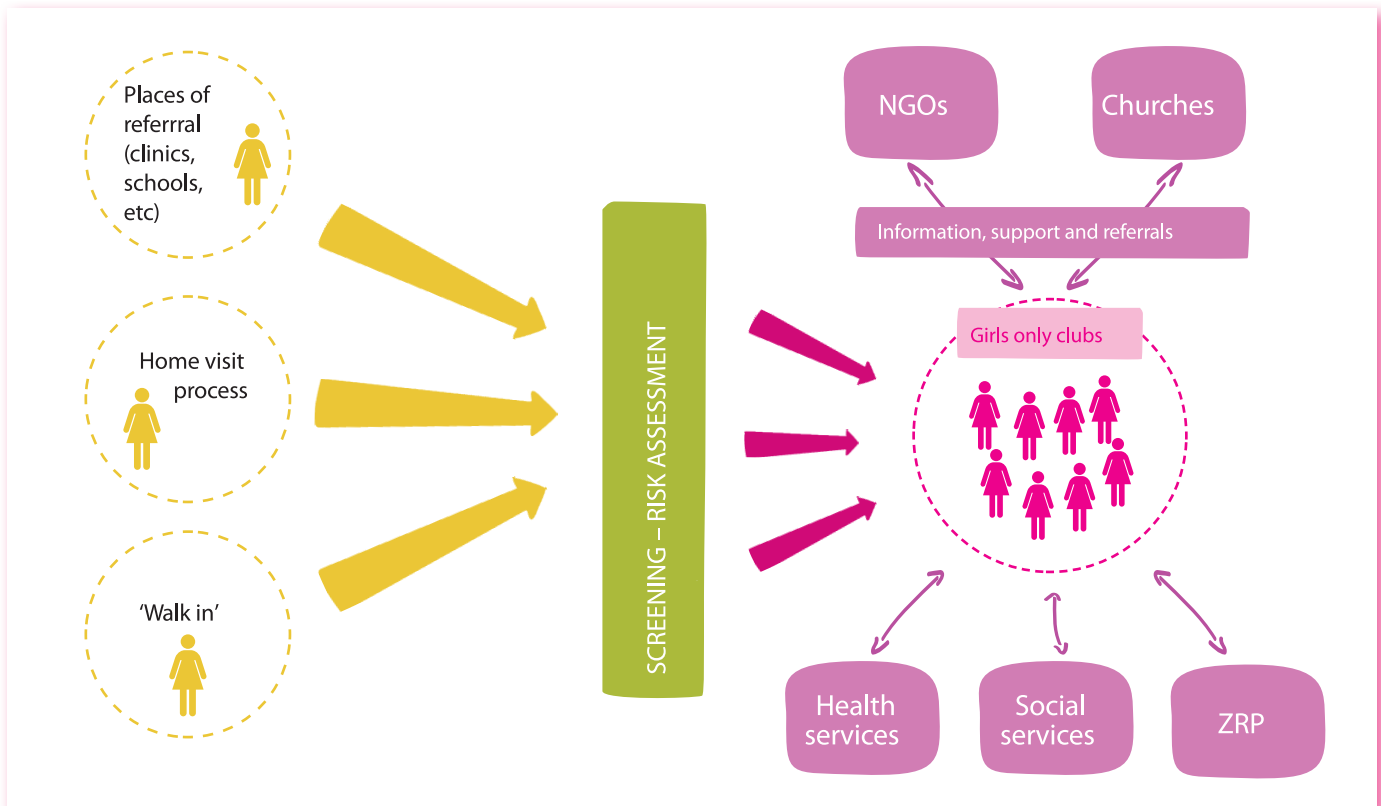 Places of
referrral
(clinics,
schools,
etc)
Home visit
process
‘Walk in’
SCREENING – RISK ASSESSMENT
NGOs
Churches
Information, support and referrals
Girls only clubs
Health
services
Social
services
ZRP